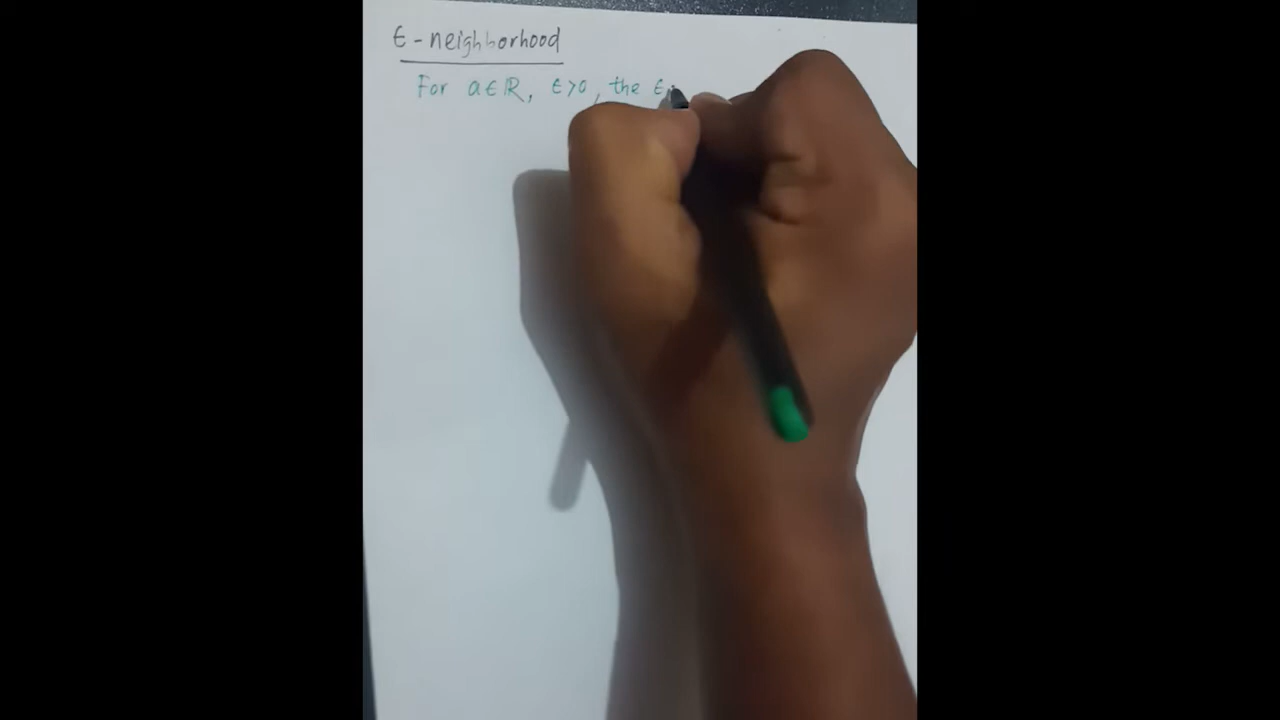 ϵ-neighborhood
For a∈ℝ, ϵ>0, the ϵ-